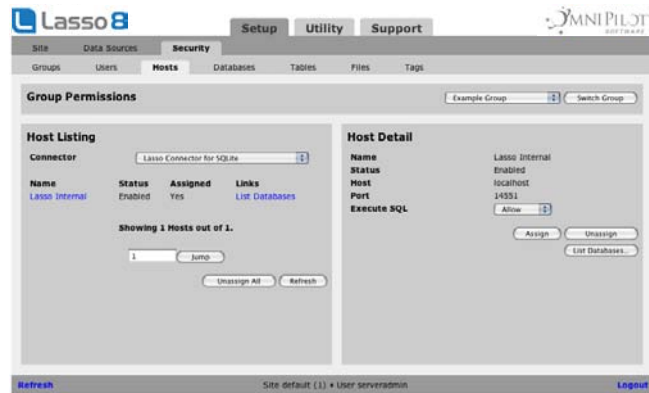 Lasso 8
Setup Utility Support
OMNIPILOT
SOFTWARE
Site Data Sources Security
Groups Users Hosts Databases Tables Files Tags
Group Permissions
Example Group Switch Group
Host Listing
Connector Lasso Connector for SQLite
Name Status Assigned Links
Lasso Internal Enabled Yes List Databases
Showing 1 Hosts out of 1.
1 Jump
Unassign All Refresh
Host Detail
Name Lasso Internal
Status Enabled
Host localhost
Port 14551
Execute SQL Allow
Assign Unassign
List Databases...
Refresh Site default (1) • User serveradmin Logout